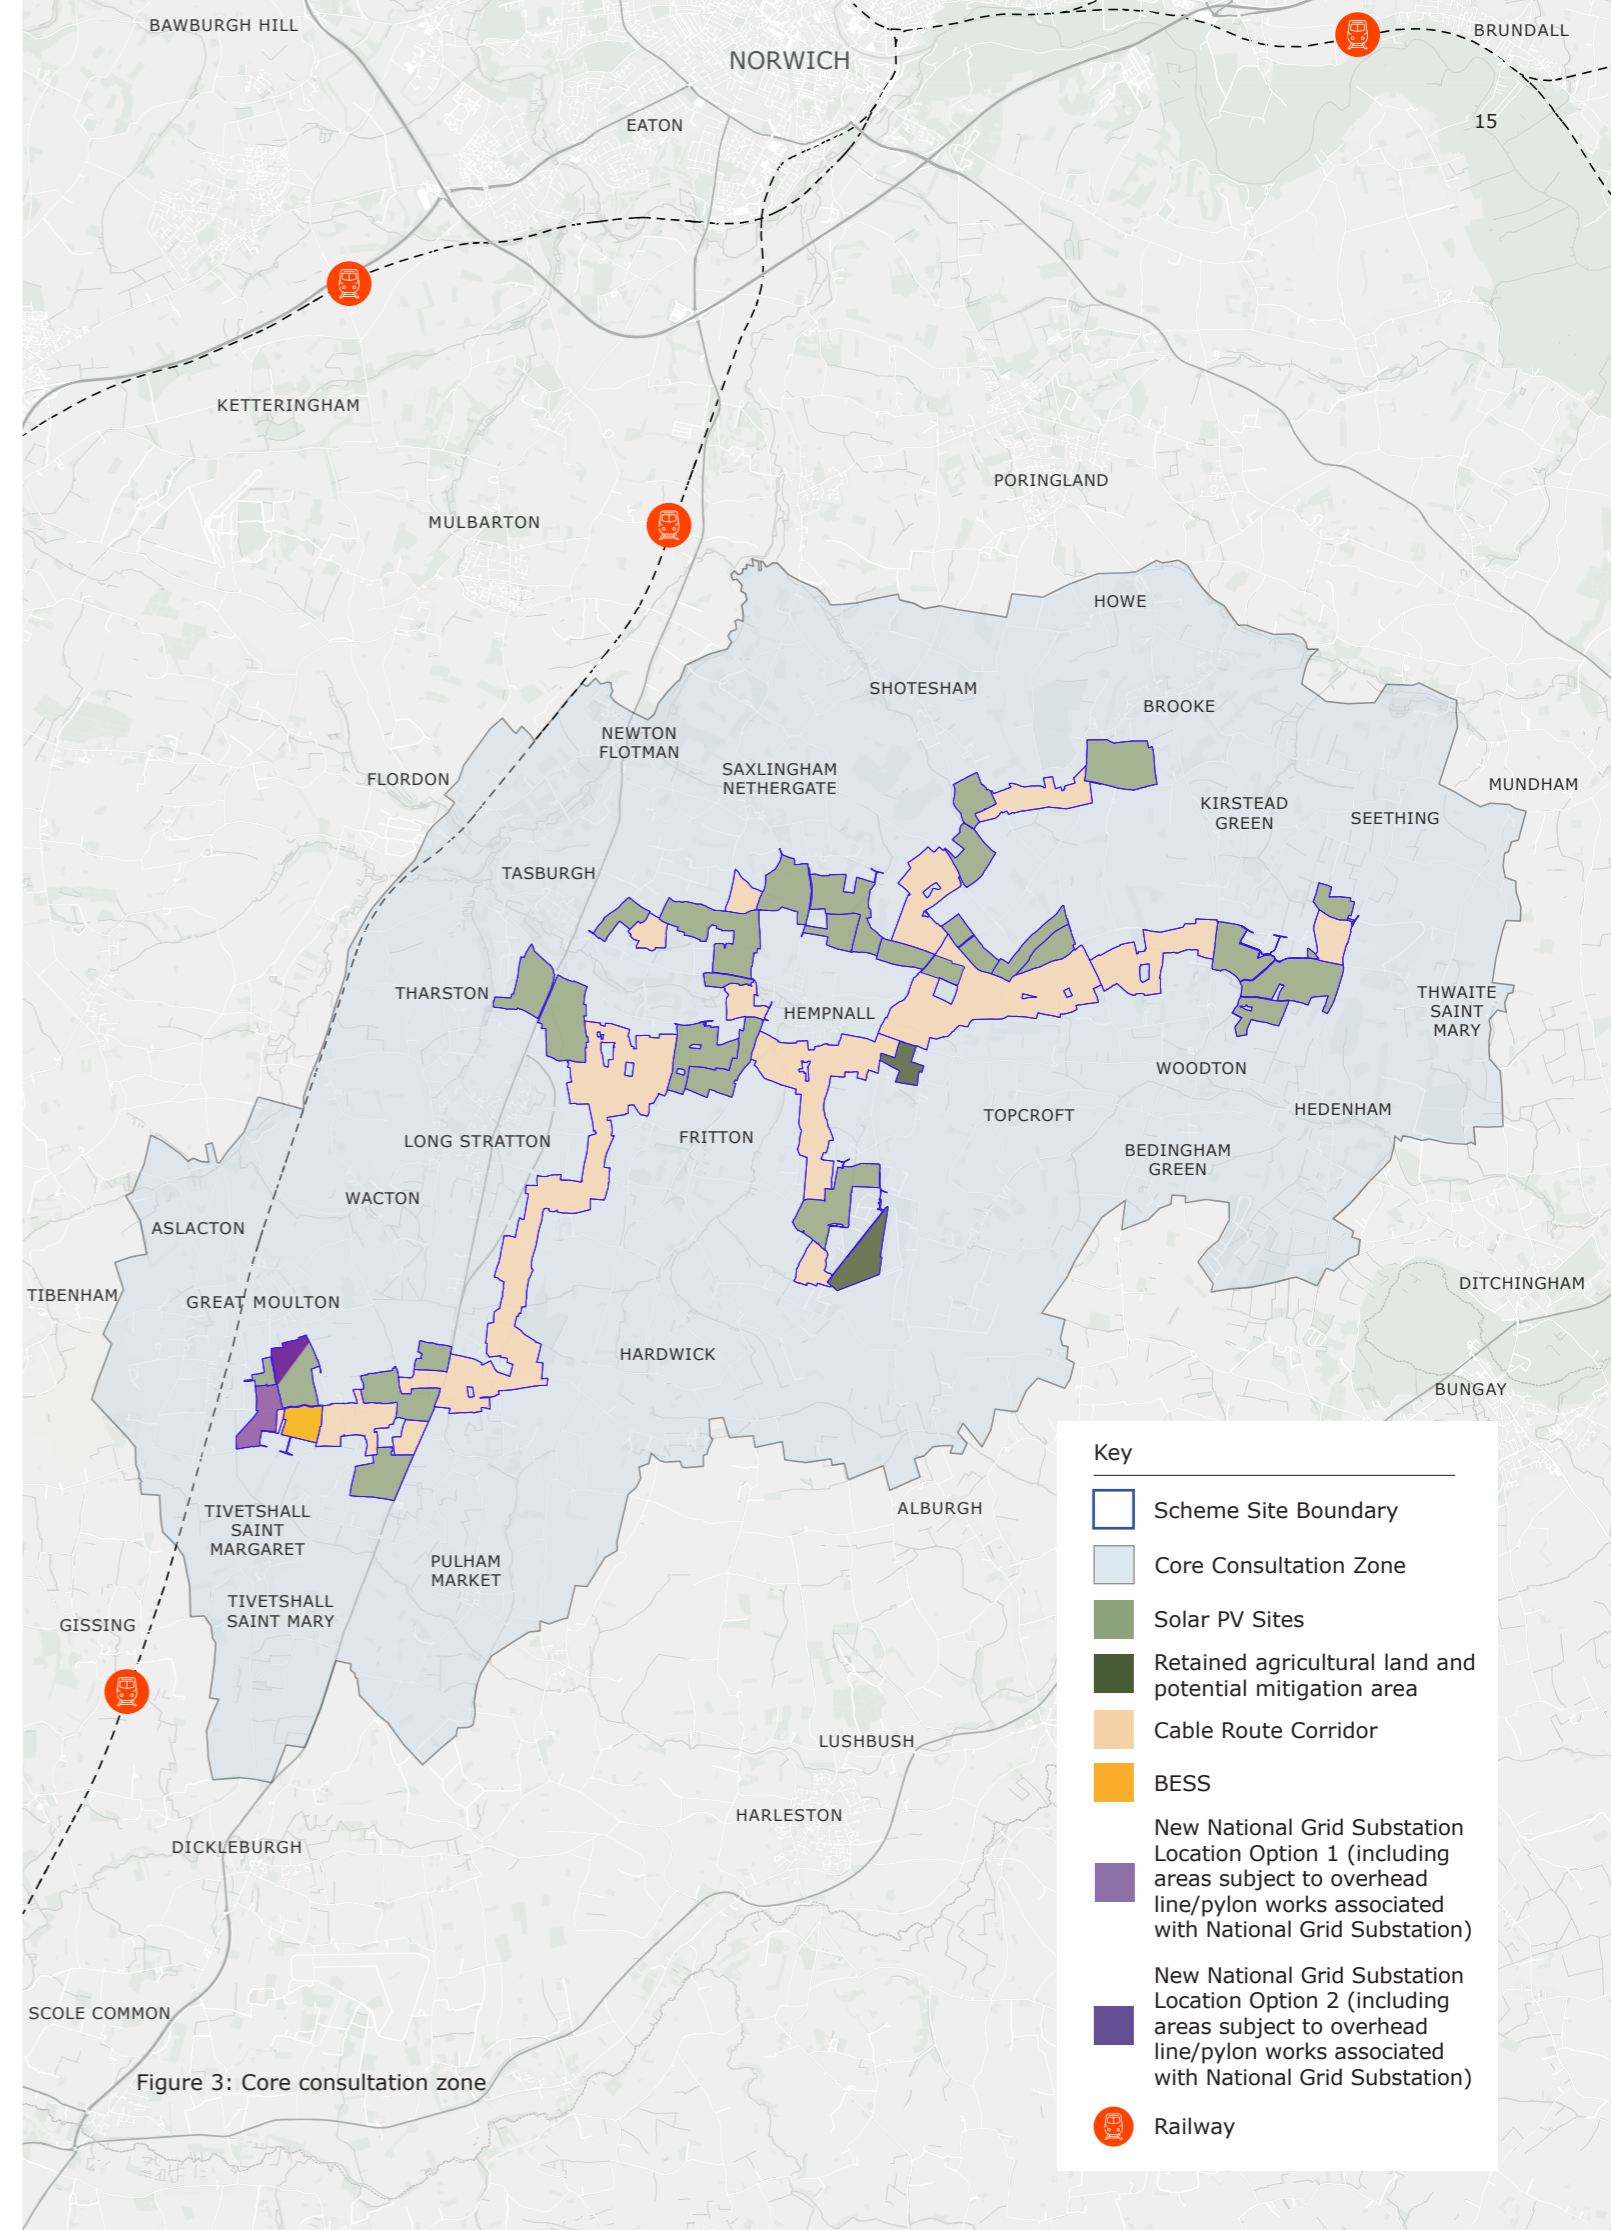 BAWBURGH HILL
BRUNDALL
NORWICH
15
EATON
KETTERINGHAM
PORINGLAND
MULBARTON
HOWE
SHOTESHAM
BROOKE
NEWTON
FLOTMAN
SAXLINGHAM
NETHERGATE
FLORDON
MUNDHAM
KIRSTEAD
GREEN
SEETHING
TASBURGH
THARSTON
HEMPNALL
THWAITE
SAINT
MARY
WOODTON
TOPCROFT
HEDENHAM
LONG STRATTON
FRITTON
BEDINGHAM
GREEN
WACTON
ASLACTON
TIBENHAM
GREAT MOULTON
DITCHINGHAM
HARDWICK
BUNGAY
ALBURGH
TIVETSHALL
SAINT
MARGARET
PULHAM
MARKET
TIVETSHALL
SAINT MARY
GISSING
LUSHBUSH
HARLESTON
DICKLEBURGH
SCOLE COMMON
Key
Scheme Site Boundary
Core Consultation Zone
Solar PV Sites
Retained agricultural land and
potential mitigation area
Cable Route Corridor
BESS
New National Grid Substation
Location Option 1 (including
areas subject to overhead
line/pylon works associated
with National Grid Substation)
New National Grid Substation
Location Option 2 (including
areas subject to overhead
line/pylon works associated
with National Grid Substation)
Railway
Figure 3: Core consultation zone